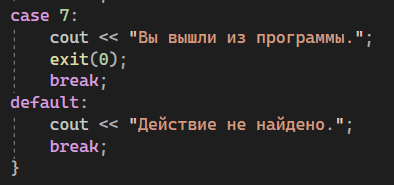 case 7:
cout << "Вы вышли из программы.";
exit(0);
break;
default:
cout << "Действие не найдено.";
break;
}